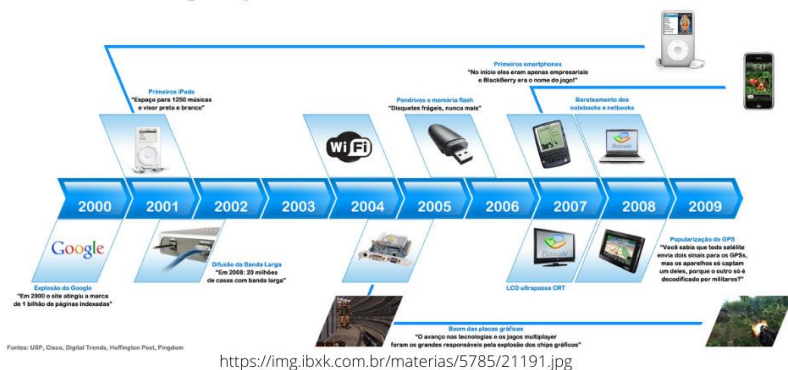 Primeiros smartphones
"No início eles eram apenas empresariais
e BlackBerry era o nome do jogo!"
Primeiros iPods
"Espaço para 1250 músicas
e visor preto e branco"
Pendrives e memória flash
"Disquetes frágeis, nunca mais"
Barateamento dos
notebooks e netbooks
Wi Fi
2000
2001
2002
2003
2004
2005
2006
2007
2008
2009
Google
Explosão do Google
"Em 2000 o site atingiu a marca
de 1 bilhão de páginas indexadas"
Difusão da Banda Larga
"Em 2008: 20 milhões
de casas com banda larga"
LCD ultrapassa CRT
Popularização do GPS
"Você sabia que todo satélite
envia dois sinais para os GPSs,
mas os aparelhos só captam
um deles, porque o outro só é
decodificado por militares?"
Boom das placas gráficas
"O avanço nas tecnologias e os jogos multiplayer
foram os grandes responsáveis pela explosão dos chips gráficos"
Fontes: USP, Cisco, Digital Trends, Huffington Post, Pingdom
https://img.ibxk.com.br/materias/5785/21191.jpg